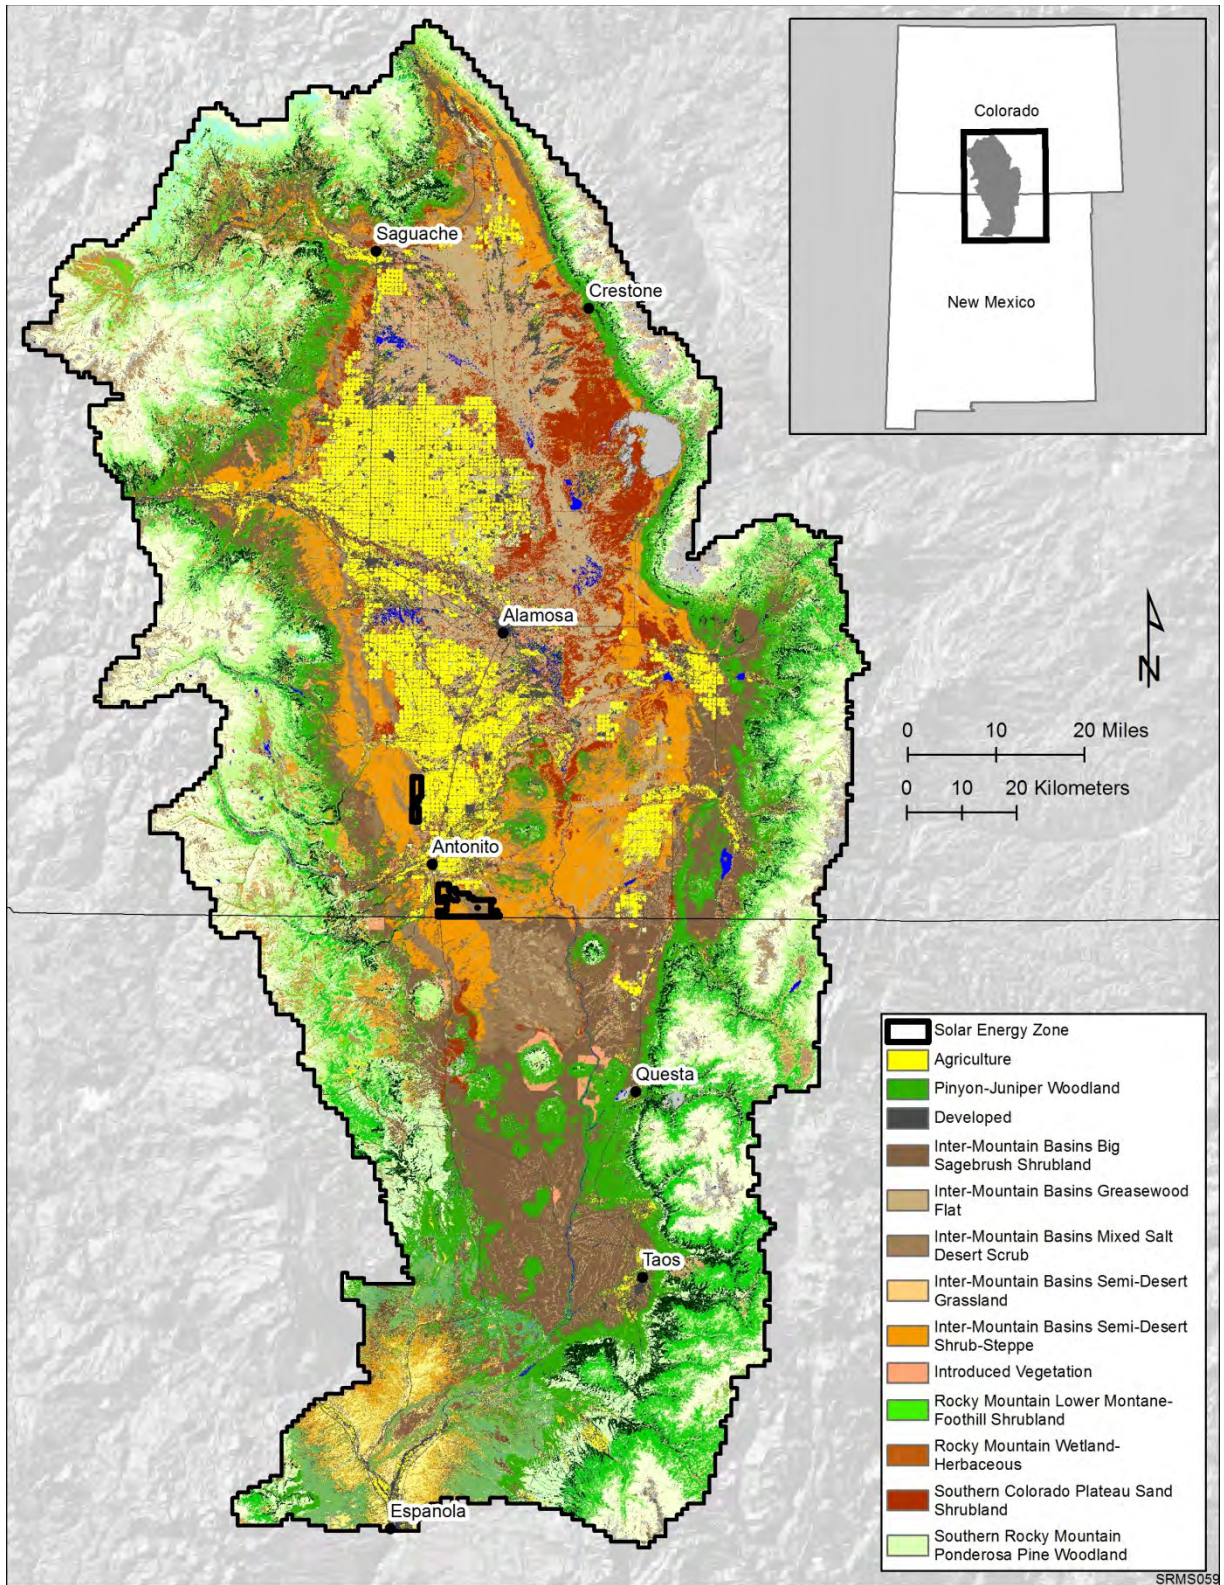 Colorado
New Mexico
Saguache
Crestone
Alamosa
N
0 10 20 Miles
0 10 20 Kilometers
Antonito
Questa
Taos
Espanola
Solar Energy Zone
Agriculture
Pinyon-Juniper Woodland
Developed
Inter-Mountain Basins Big
Sagebrush Shrubland
Inter-Mountain Basins Greasewood
Flat
Inter-Mountain Basins Mixed Salt
Desert Scrub
Inter-Mountain Basins Semi-Desert
Grassland
Inter-Mountain Basins Semi-Desert
Shrub-Steppe
Introduced Vegetation
Rocky Mountain Lower Montane-
Foothill Shrubland
Rocky Mountain Wetland-
Herbaceous
Southern Colorado Plateau Sand
Shrubland
Southern Rocky Mountain
Ponderosa Pine Woodland
SRMS059